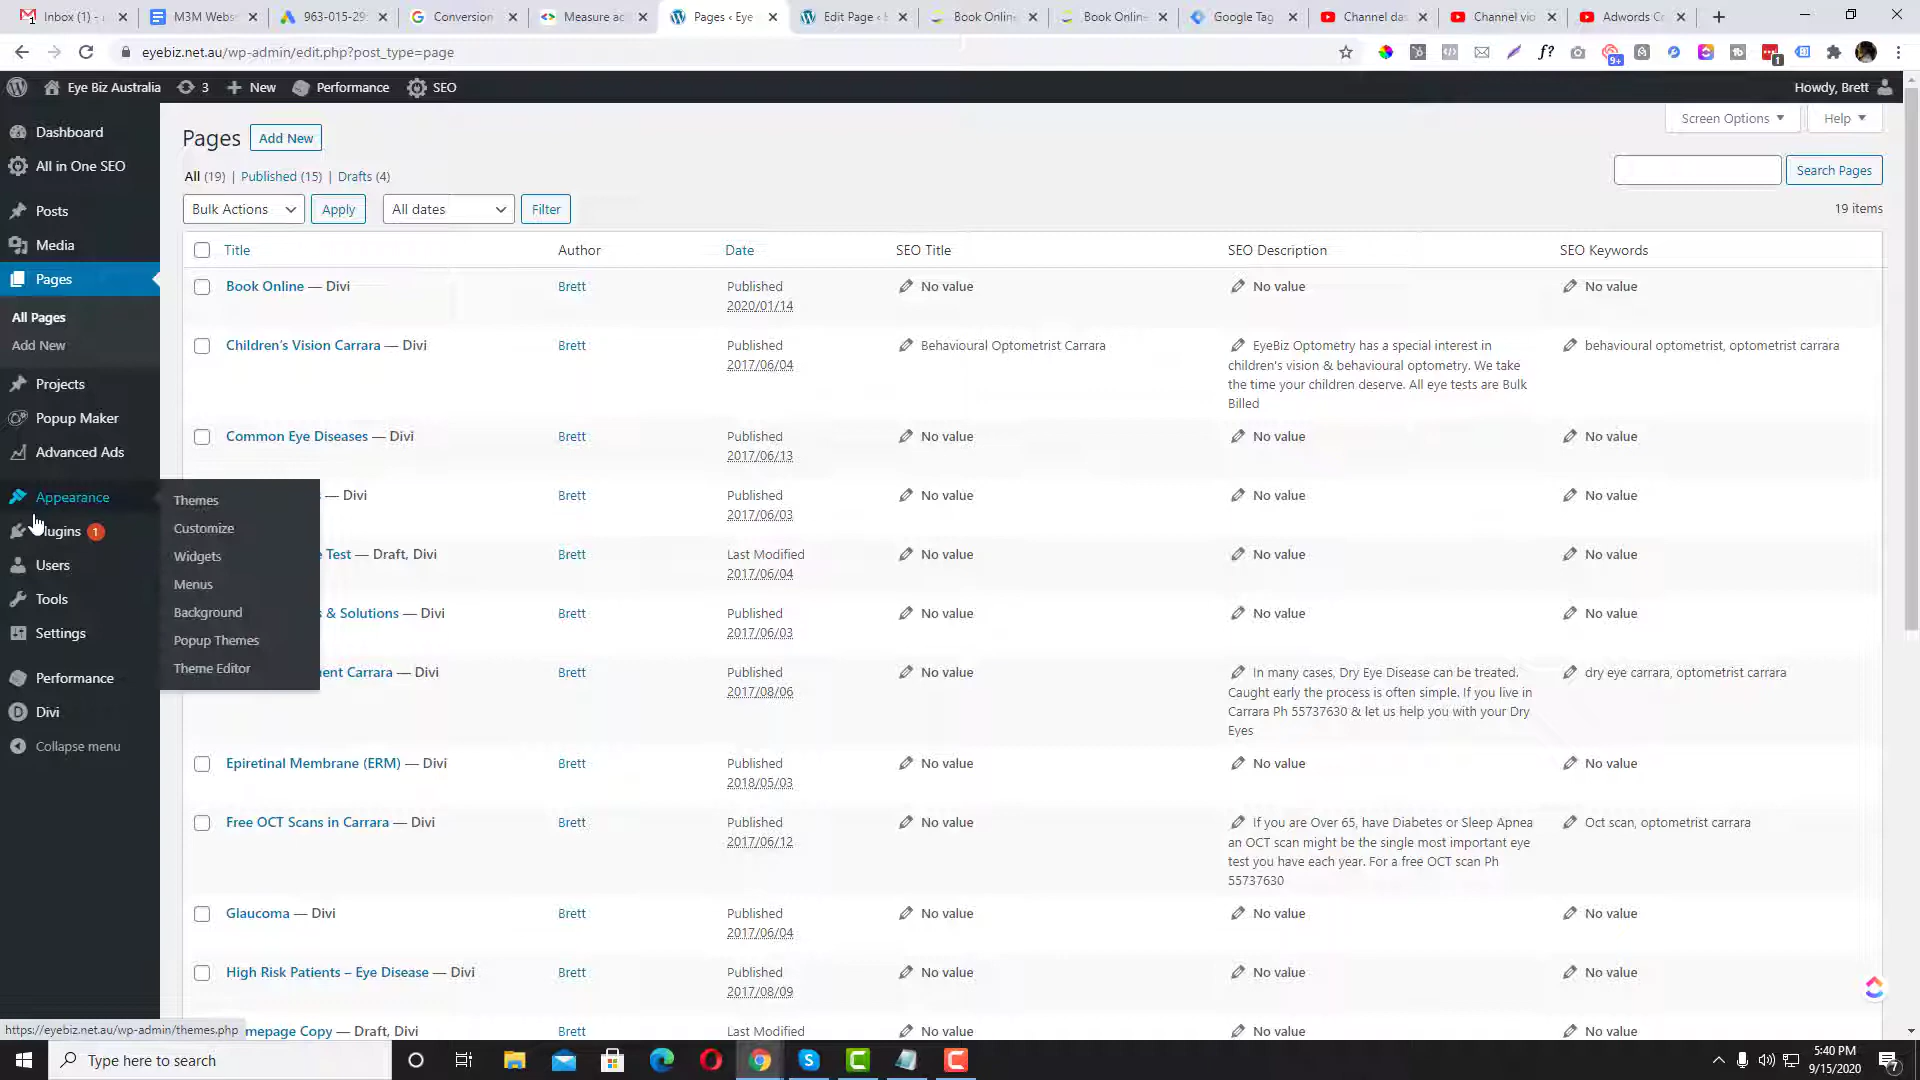 Inbox (1) -
M3M Webs
963-015-29
Conversion
Measure ac
Pages ‹ Eye
Edit Page ‹
Book Onlin
Book Onlin
Google Tag
Channel da
Channel vio
Adwords C
eyebiz.net.au/wp-admin/edit.php?post_type=page
Eye Biz Australia
3
New
Performance
SEO
Howdy, Brett
Dashboard
All in One SEO
Posts
Media
Pages
All Pages
Add New
Projects
Popup Maker
Advanced Ads
Appearance
Plugins 1
Users
Tools
Settings
Performance
Divi
Collapse menu
Themes
Customize
Widgets
Menus
Background
Popup Themes
Theme Editor
Pages
Add New
Screen Options
Help
All (19) | Published (15) | Drafts (4)
Search Pages
Bulk Actions
Apply
All dates
Filter
19 items
Title Author Date SEO Title SEO Description SEO Keywords
Book Online — Divi Brett Published No value No value No value
2020/01/14
Children's Vision Carrara — Divi Brett Published Behavioural Optometrist Carrara EyeBiz Optometry has a special interest in behavioural optometrist, optometrist carrara
2017/06/04 children's vision & behavioural optometry. We take
the time your children deserve. All eye tests are Bulk
Billed
Common Eye Diseases — Divi Brett Published No value No value No value
2017/06/13
— Divi Brett Published No value No value No value
2017/06/03
e Test — Draft, Divi Brett Last Modified No value No value No value
2017/06/04
s & Solutions — Divi Brett Published No value No value No value
2017/06/03
ent Carrara — Divi Brett Published No value In many cases, Dry Eye Disease can be treated. dry eye carrara, optometrist carrara
2017/08/06 Caught early the process is often simple. If you live in
Carrara Ph 55737630 & let us help you with your Dry
Eyes
Epiretinal Membrane (ERM) — Divi Brett Published No value No value No value
2018/05/03
Free OCT Scans in Carrara — Divi Brett Published No value If you are Over 65, have Diabetes or Sleep Apnea Oct scan, optometrist carrara
2017/06/12 an OCT scan might be the single most important eye
test you have each year. For a free OCT scan Ph
55737630
Glaucoma — Divi Brett Published No value No value No value
2017/06/04
High Risk Patients – Eye Disease — Divi Brett Published No value No value No value
2017/08/09
mepage Copy — Draft, Divi Brett Last Modified No value No value No value
https://eyebiz.net.au/wp-admin/themes.php
Type here to search
5:40 PM
9/15/2020
7